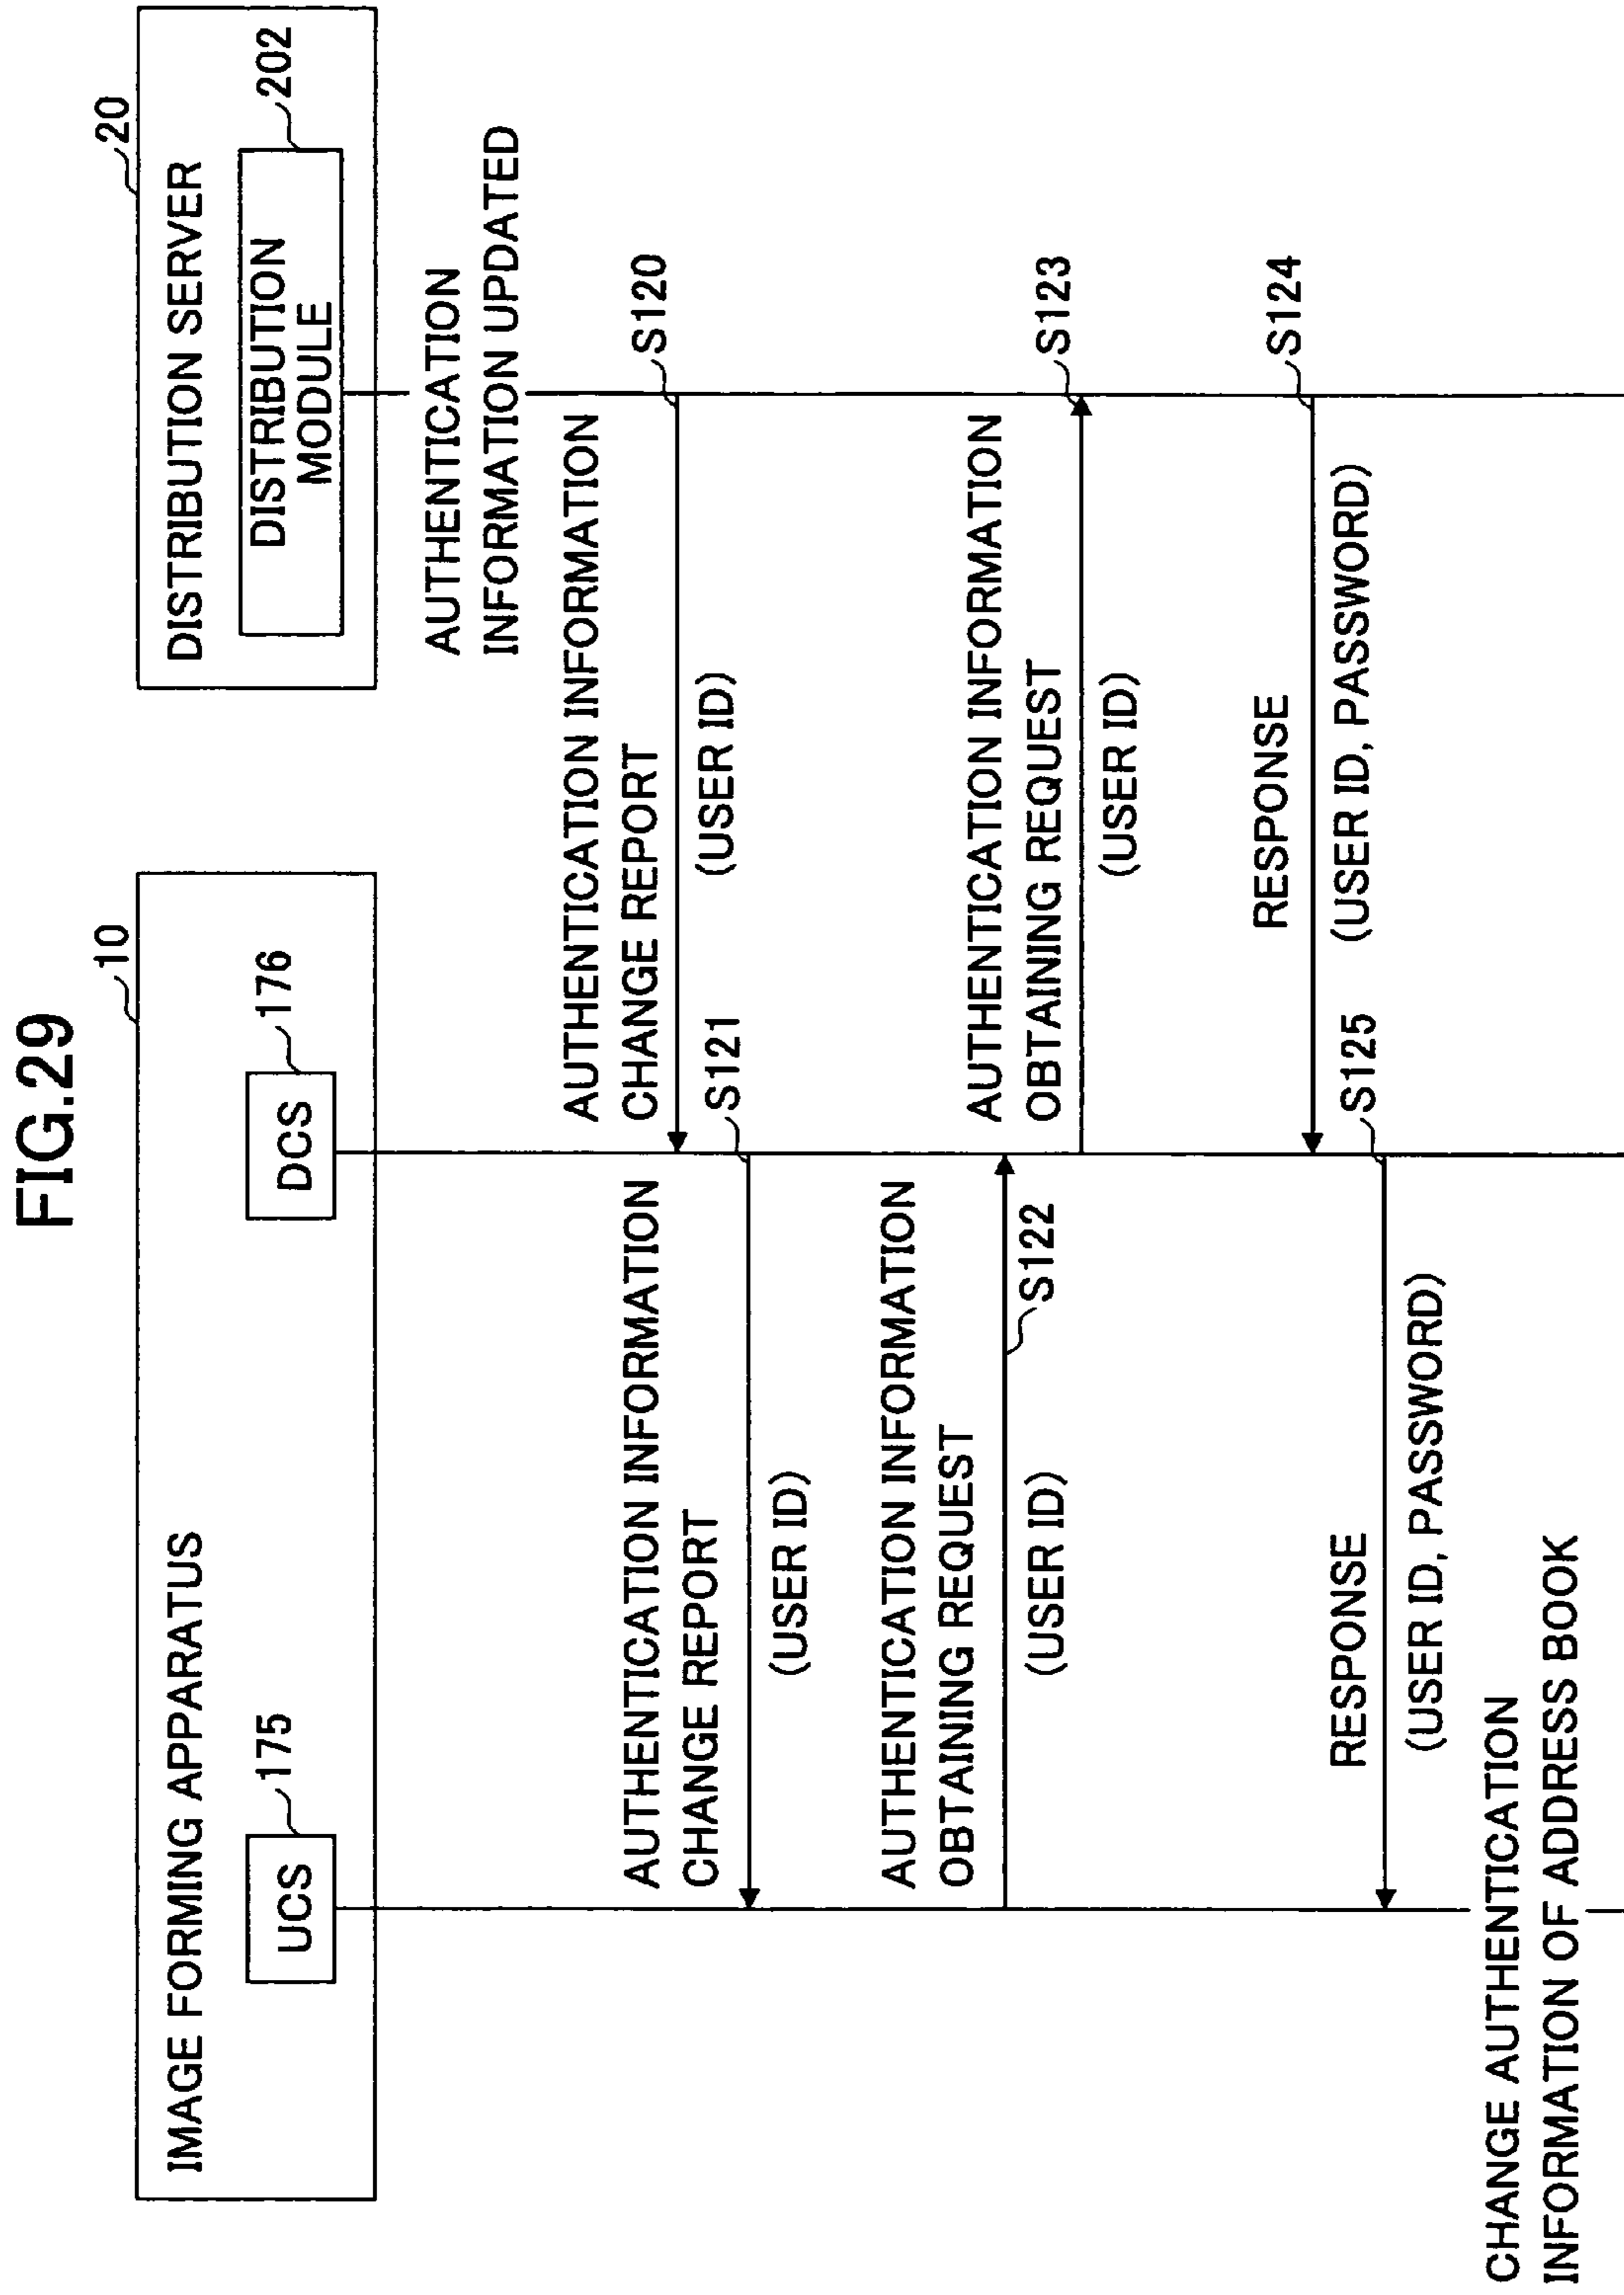 FIG.29
10
IMAGE FORMING APPARATUS
UCS
175
DCS
176
20
DISTRIBUTION SERVER
DISTRIBUTION
MODULE
202
AUTHENTICATION
INFORMATION UPDATED
AUTHENTICATION INFORMATION
CHANGE REPORT
S120
(USER ID)
AUTHENTICATION INFORMATION
CHANGE REPORT
S121
(USER ID)
AUTHENTICATION INFORMATION
OBTAINING REQUEST
S122
(USER ID)
AUTHENTICATION INFORMATION
OBTAINING REQUEST
S123
(USER ID)
RESPONSE
S124
(USER ID, PASSWORD)
RESPONSE
S125
(USER ID, PASSWORD)
CHANGE AUTHENTICATION
INFORMATION OF ADDRESS BOOK